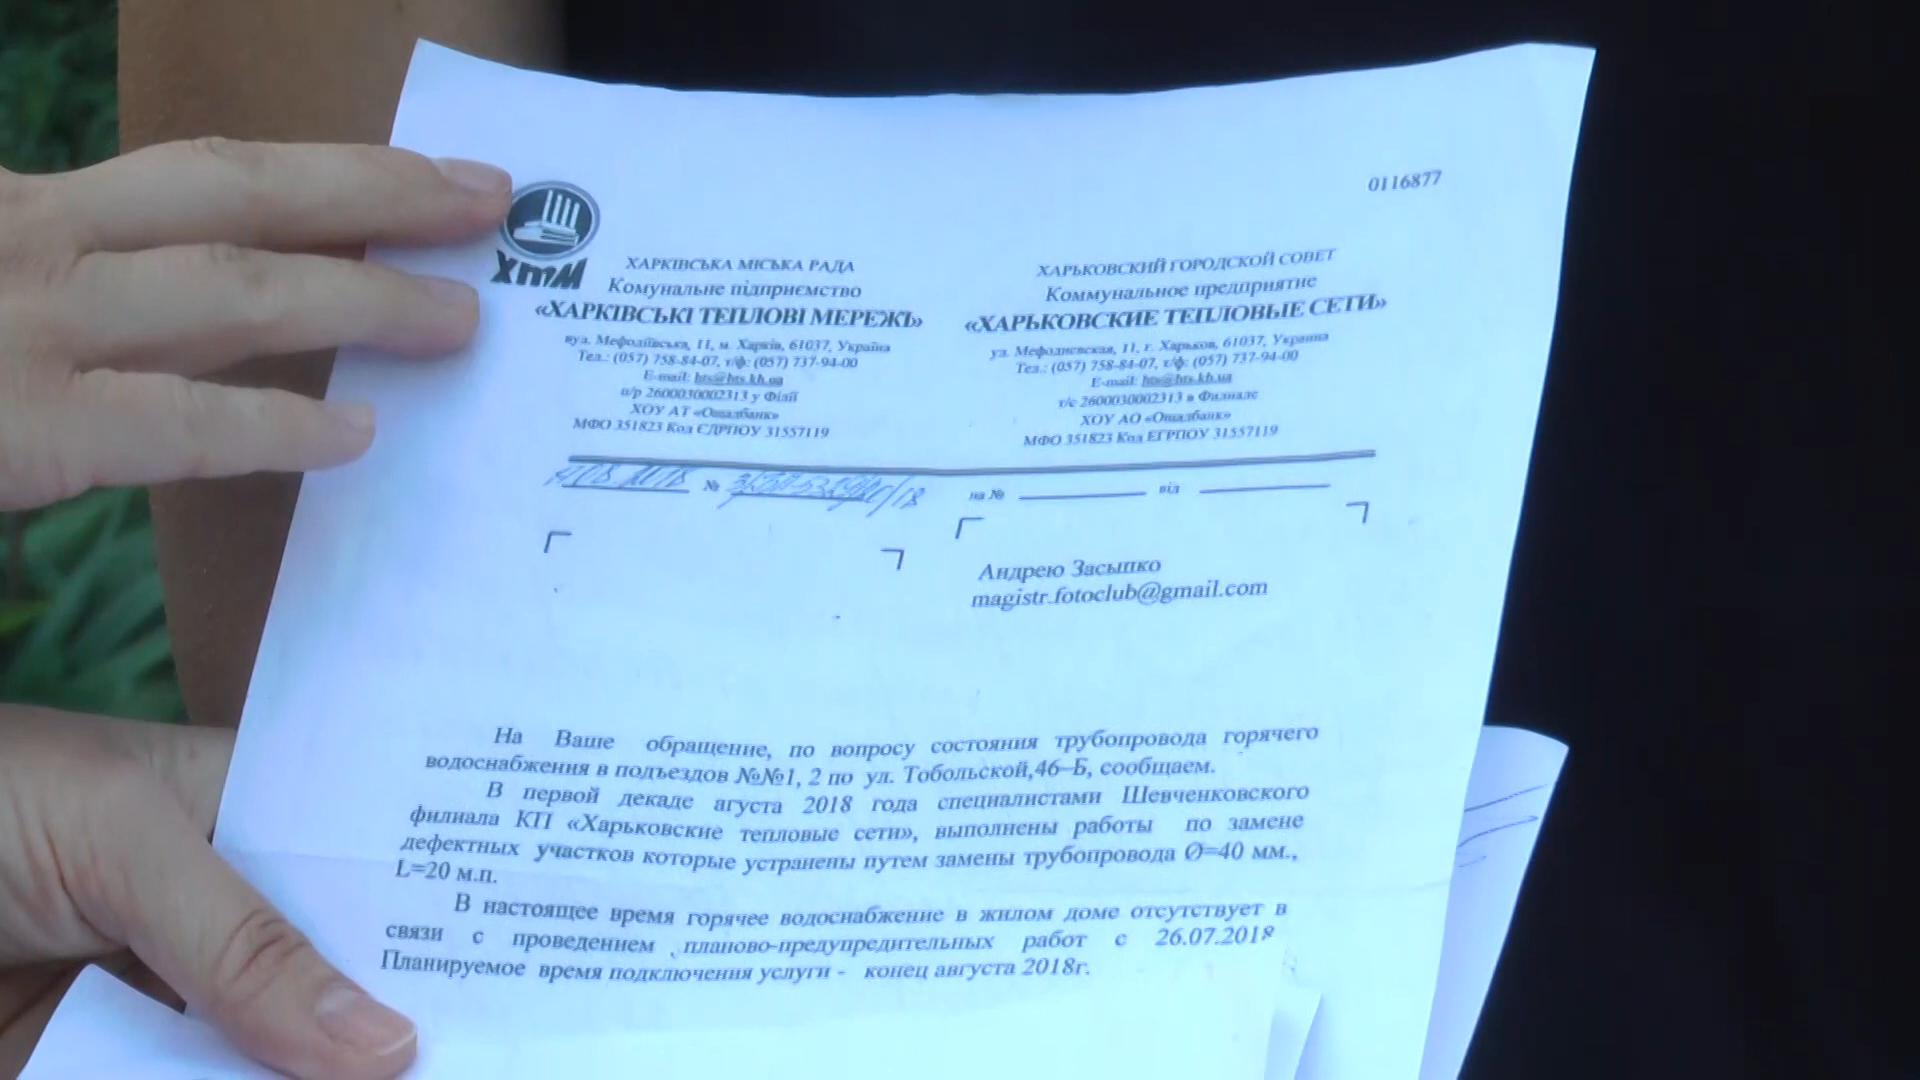 0116877
ХТМ
ХАРКІВСЬКА МІСЬКА РАДА
Комунальне підприємство
«ХАРКІВСЬКІ ТЕПЛОВІ МЕРЕЖІ»
вул. Мефодіївська, 11, м. Харків, 61037, Україна
Тел.: (057) 758-84-07, т/ф: (057) 737-94-00
E-mail: hts@hts.kh.ua
п/р 2600030002313 у Філії
ХОУ АТ «Ощадбанк»
МФО 351823 Код ЄДРПОУ 31557119
ХАРЬКОВСКИЙ ГОРОДСКОЙ СОВЕТ
Коммунальное предприятие
«ХАРЬКОВСКИЕ ТЕПЛОВЫЕ СЕТИ»
ул. Мефодиевская, 11, г. Харьков, 61037, Украина
Тел.: (057) 758-84-07, т/ф: (057) 737-94-00
E-mail: hts@hts.kh.ua
т/с 2600030002313 в Филиале
ХОУ АО «Ощадбанк»
МФО 351823 Код ЕГРПОУ 31557119
№
на № від
Андрею Засыпко
magistr.fotoclub@gmail.com
На Ваше обращение, по вопросу состояния трубопровода горячего
водоснабжения в подъездов №№1, 2 по ул. Тобольской,46–Б, сообщаем.
В первой декаде агуста 2018 года специалистами Шевченковского
филиала КП «Харьковские тепловые сети», выполнены работы по замене
дефектных участков которые устранены путем замены трубопровода Ø=40 мм.,
L=20 м.п.
В настоящее время горячее водоснабжение в жилом доме отсутствует в
связи с проведением планово-предупредительных работ с 26.07.2018
Планируемое время подключения услуги - конец августа 2018г.